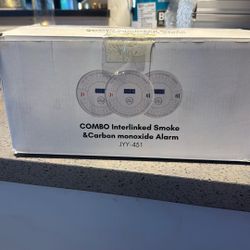 COMBO Interlinked Smoke
&Carbon monoxide Alarm
JYY-451